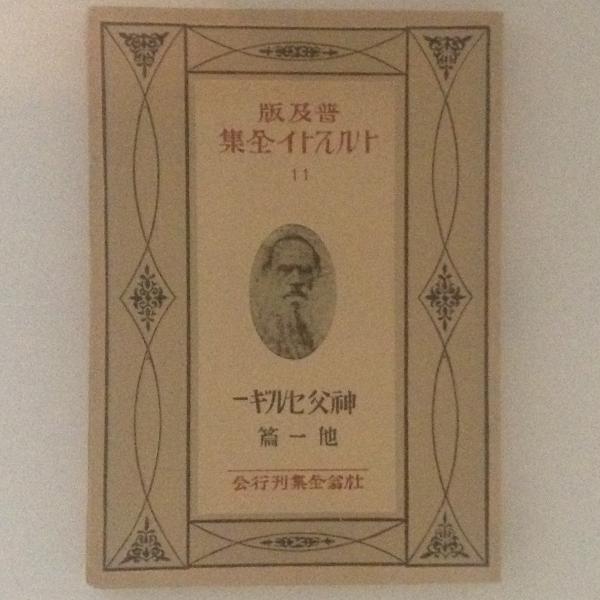 普及版
トルストイ全集
11
神父セルギー
他一篇
杜翁全集刊行会